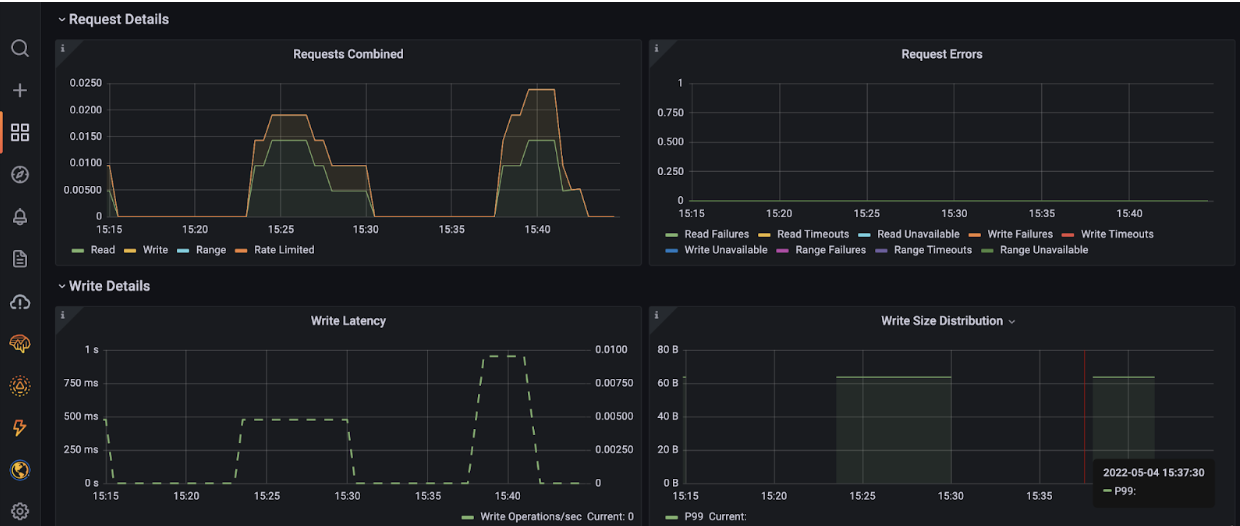 Request Details
Requests Combined
0.0250
0.0200
0.0150
0.0100
0.00500
0
15:15 15:20 15:25 15:30 15:35 15:40
Read Write Range Rate Limited
Request Errors
1
0.750
0.500
0.250
0
15:15 15:20 15:25 15:30 15:35 15:40
Read Failures Read Timeouts Read Unavailable Write Failures Write Timeouts
Write Unavailable Range Failures Range Timeouts Range Unavailable
Write Details
Write Latency
1 s 0.0100
750 ms 0.00750
500 ms 0.00500
250 ms 0.00250
0 s 0
15:15 15:20 15:25 15:30 15:35 15:40
Write Operations/sec Current: 0
Write Size Distribution
80 B
60 B
40 B
20 B
0 B
15:15 15:20 15:25 15:30 15:35
2022-05-04 15:37:30
P99:
P99 Current: